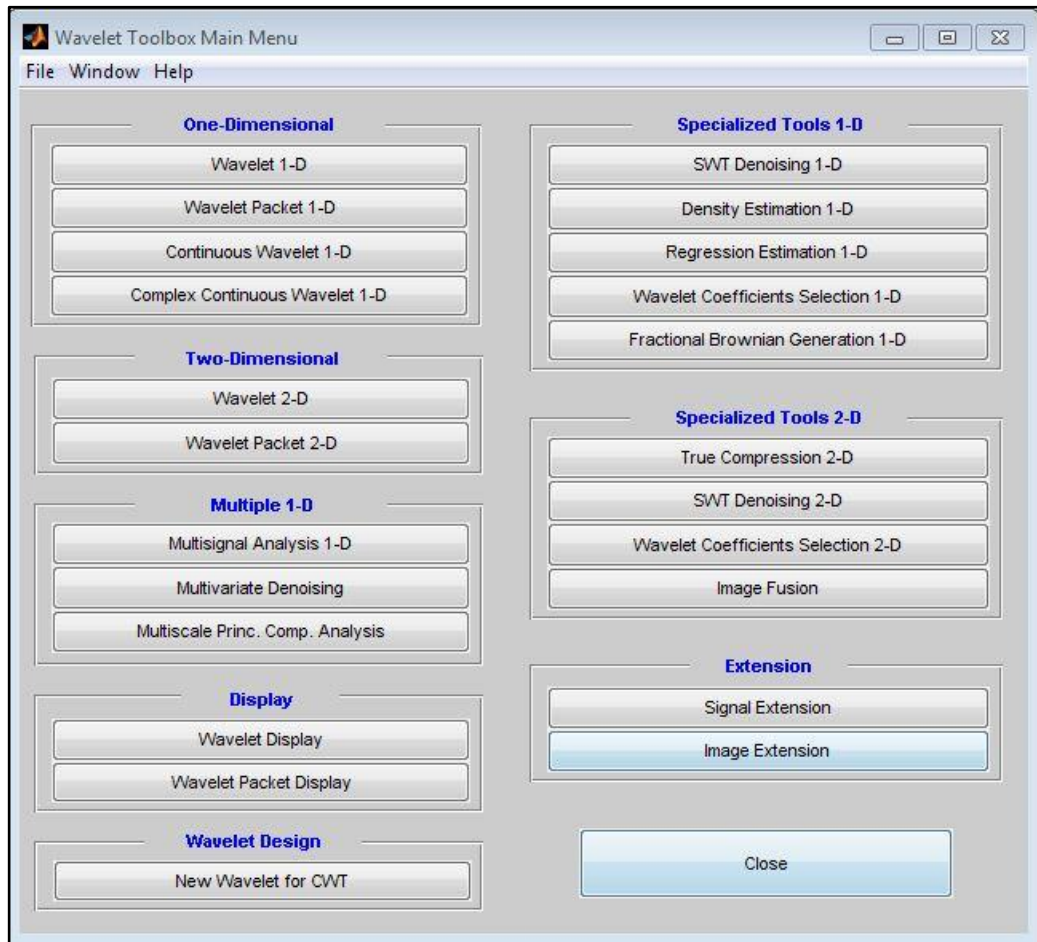 Wavelet Toolbox Main Menu
File Window Help
One-Dimensional
Wavelet 1-D
Wavelet Packet 1-D
Continuous Wavelet 1-D
Complex Continuous Wavelet 1-D
Two-Dimensional
Wavelet 2-D
Wavelet Packet 2-D
Multiple 1-D
Multisignal Analysis 1-D
Multivariate Denoising
Multiscale Princ. Comp. Analysis
Display
Wavelet Display
Wavelet Packet Display
Wavelet Design
New Wavelet for CWT
Specialized Tools 1-D
SWT Denoising 1-D
Density Estimation 1-D
Regression Estimation 1-D
Wavelet Coefficients Selection 1-D
Fractional Brownian Generation 1-D
Specialized Tools 2-D
True Compression 2-D
SWT Denoising 2-D
Wavelet Coefficients Selection 2-D
Image Fusion
Extension
Signal Extension
Image Extension
Close